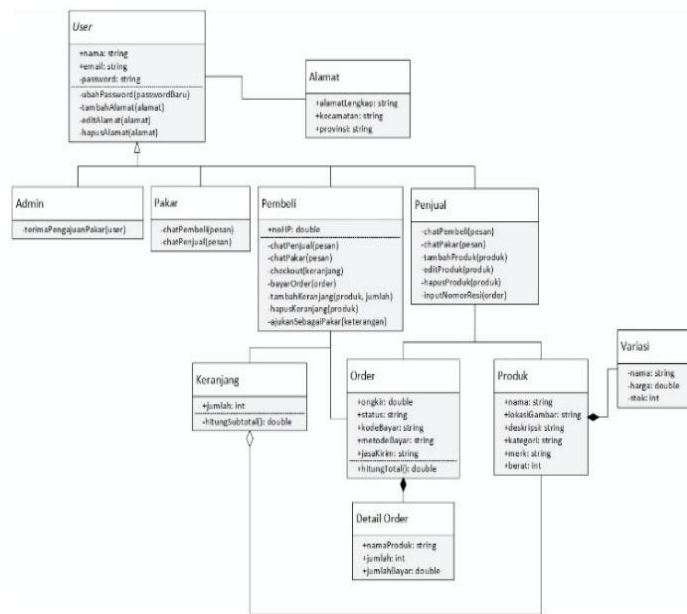 User
+nama: string
+email: string
-password: string
-ubahPassword(passwordBaru)
-tambahAlamat(alamat)
-editAlamat(alamat)
-hapusAlamat(alamat)
Alamat
+alamatLengkap: string
+kecamatan: string
+provinsi: string
Admin
-terimaPengajuanPakar(user)
Pakar
-chatPembeli(pesan)
-chatPenjual(pesan)
Pembeli
+noHP: double
-chatPenjual(pesan)
-chatPakar(pesan)
-checkout(keranjang)
-bayarOrder(order)
-tambahKeranjang(produk, jumlah)
-hapusKeranjang(produk)
-ajukanSebagaiPakar(keterangan)
Penjual
-chatPembeli(pesan)
-chatPakar(pesan)
-tambahProduk(produk)
-editProduk(produk)
-hapusProduk(produk)
-inputNomorResi(order)
Keranjang
+jumlah: int
-hitungSubtotal(): double
Order
+ongkir: double
+status: string
+kodeBayar: string
+metodeBayar: string
+jasaKirim: string
+hitungTotal(): double
Produk
+nama: string
+lokasiGambar: string
+deskripsi: string
+kategori: string
+merk: string
+berat: int
Variasi
-nama: string
-harga: double
-stok: int
Detail Order
+namaProduk: string
+jumlah: int
+jumlahBayar: double